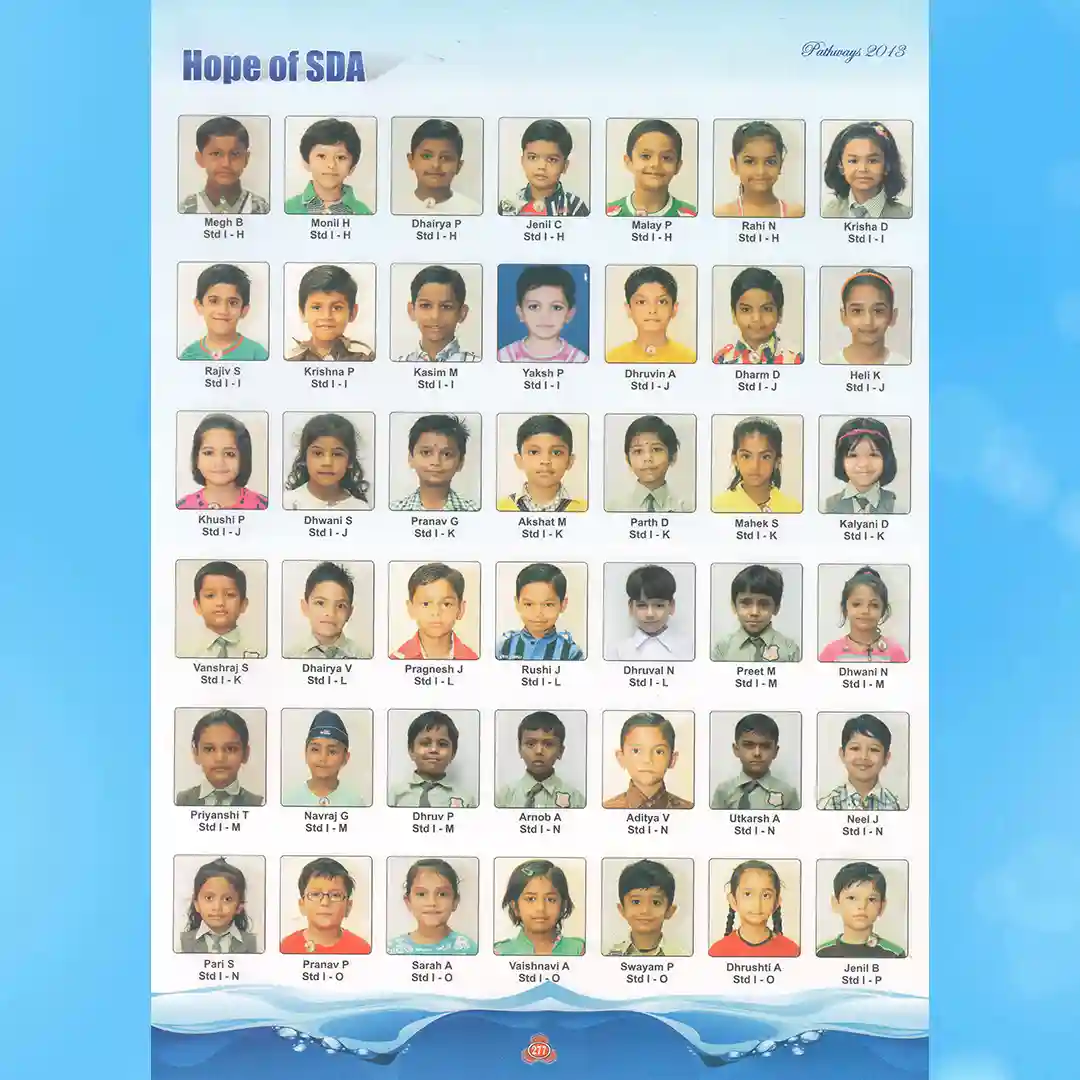 Hope of SDA
Pathways 2013
Megh B
Std I - H
Monil H
Std I - H
Dhairya P
Std I - H
Jenil C
Std I - H
Malay P
Std I - H
Rahi N
Std I - H
Krisha D
Std I - I
Rajiv S
Std I - I
Krishna P
Std I - I
Kasim M
Std I - I
Yaksh P
Std I - I
Dhruvin A
Std I - J
Dharm D
Std I - J
Heli K
Std I - J
Khushi P
Std I - J
Dhwani S
Std I - J
Pranav G
Std I - K
Akshat M
Std I - K
Parth D
Std I - K
Mahek S
Std I - K
Kalyani D
Std I - K
Vanshraj S
Std I - K
Dhairya V
Std I - L
Pragnesh J
Std I - L
Rushi J
Std I - L
Dhruval N
Std I - L
Preet M
Std I - M
Dhwani N
Std I - M
Priyanshi T
Std I - M
Navraj G
Std I - M
Dhruv P
Std I - M
Arnob A
Std I - N
Aditya V
Std I - N
Utkarsh A
Std I - N
Neel J
Std I - N
Pari S
Std I - N
Pranav P
Std I - O
Sarah A
Std I - O
Vaishnavi A
Std I - O
Swayam P
Std I - O
Dhrushti A
Std I - O
Jenil B
Std I - P
277